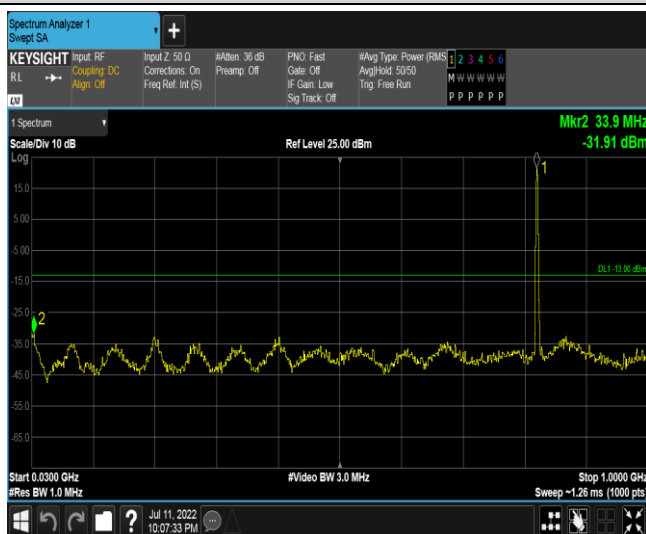 Spectrum Analyzer 1
Swept SA
+
KEYSIGHT
RL
LXI
Input: RF
Coupling: DC
Align: Off
Input Z: 50 Ω
Corrections: On
Freq Ref: Int (S)
#Atten: 36 dB
Preamp: Off
PNO: Fast
Gate: Off
IF Gain: Low
Sig Track: Off
#Avg Type: Power (RMS
Avg|Hold: 50/50
Trig: Free Run
1 2 3 4 5 6
M W W W W W
P P P P P P
1 Spectrum
Mkr2 33.9 MHz
Scale/Div 10 dB
Ref Level 25.00 dBm
-31.91 dBm
Log
1
15.0
5.00
-5.00
DL1 -13.00 dBm
-15.0
-25.0
2
-35.0
-45.0
-55.0
-65.0
Start 0.0300 GHz
#Video BW 3.0 MHz
Stop 1.0000 GHz
#Res BW 1.0 MHz
Sweep ~1.26 ms (1000 pts)
?
Jul 11, 2022
10:07:33 PM